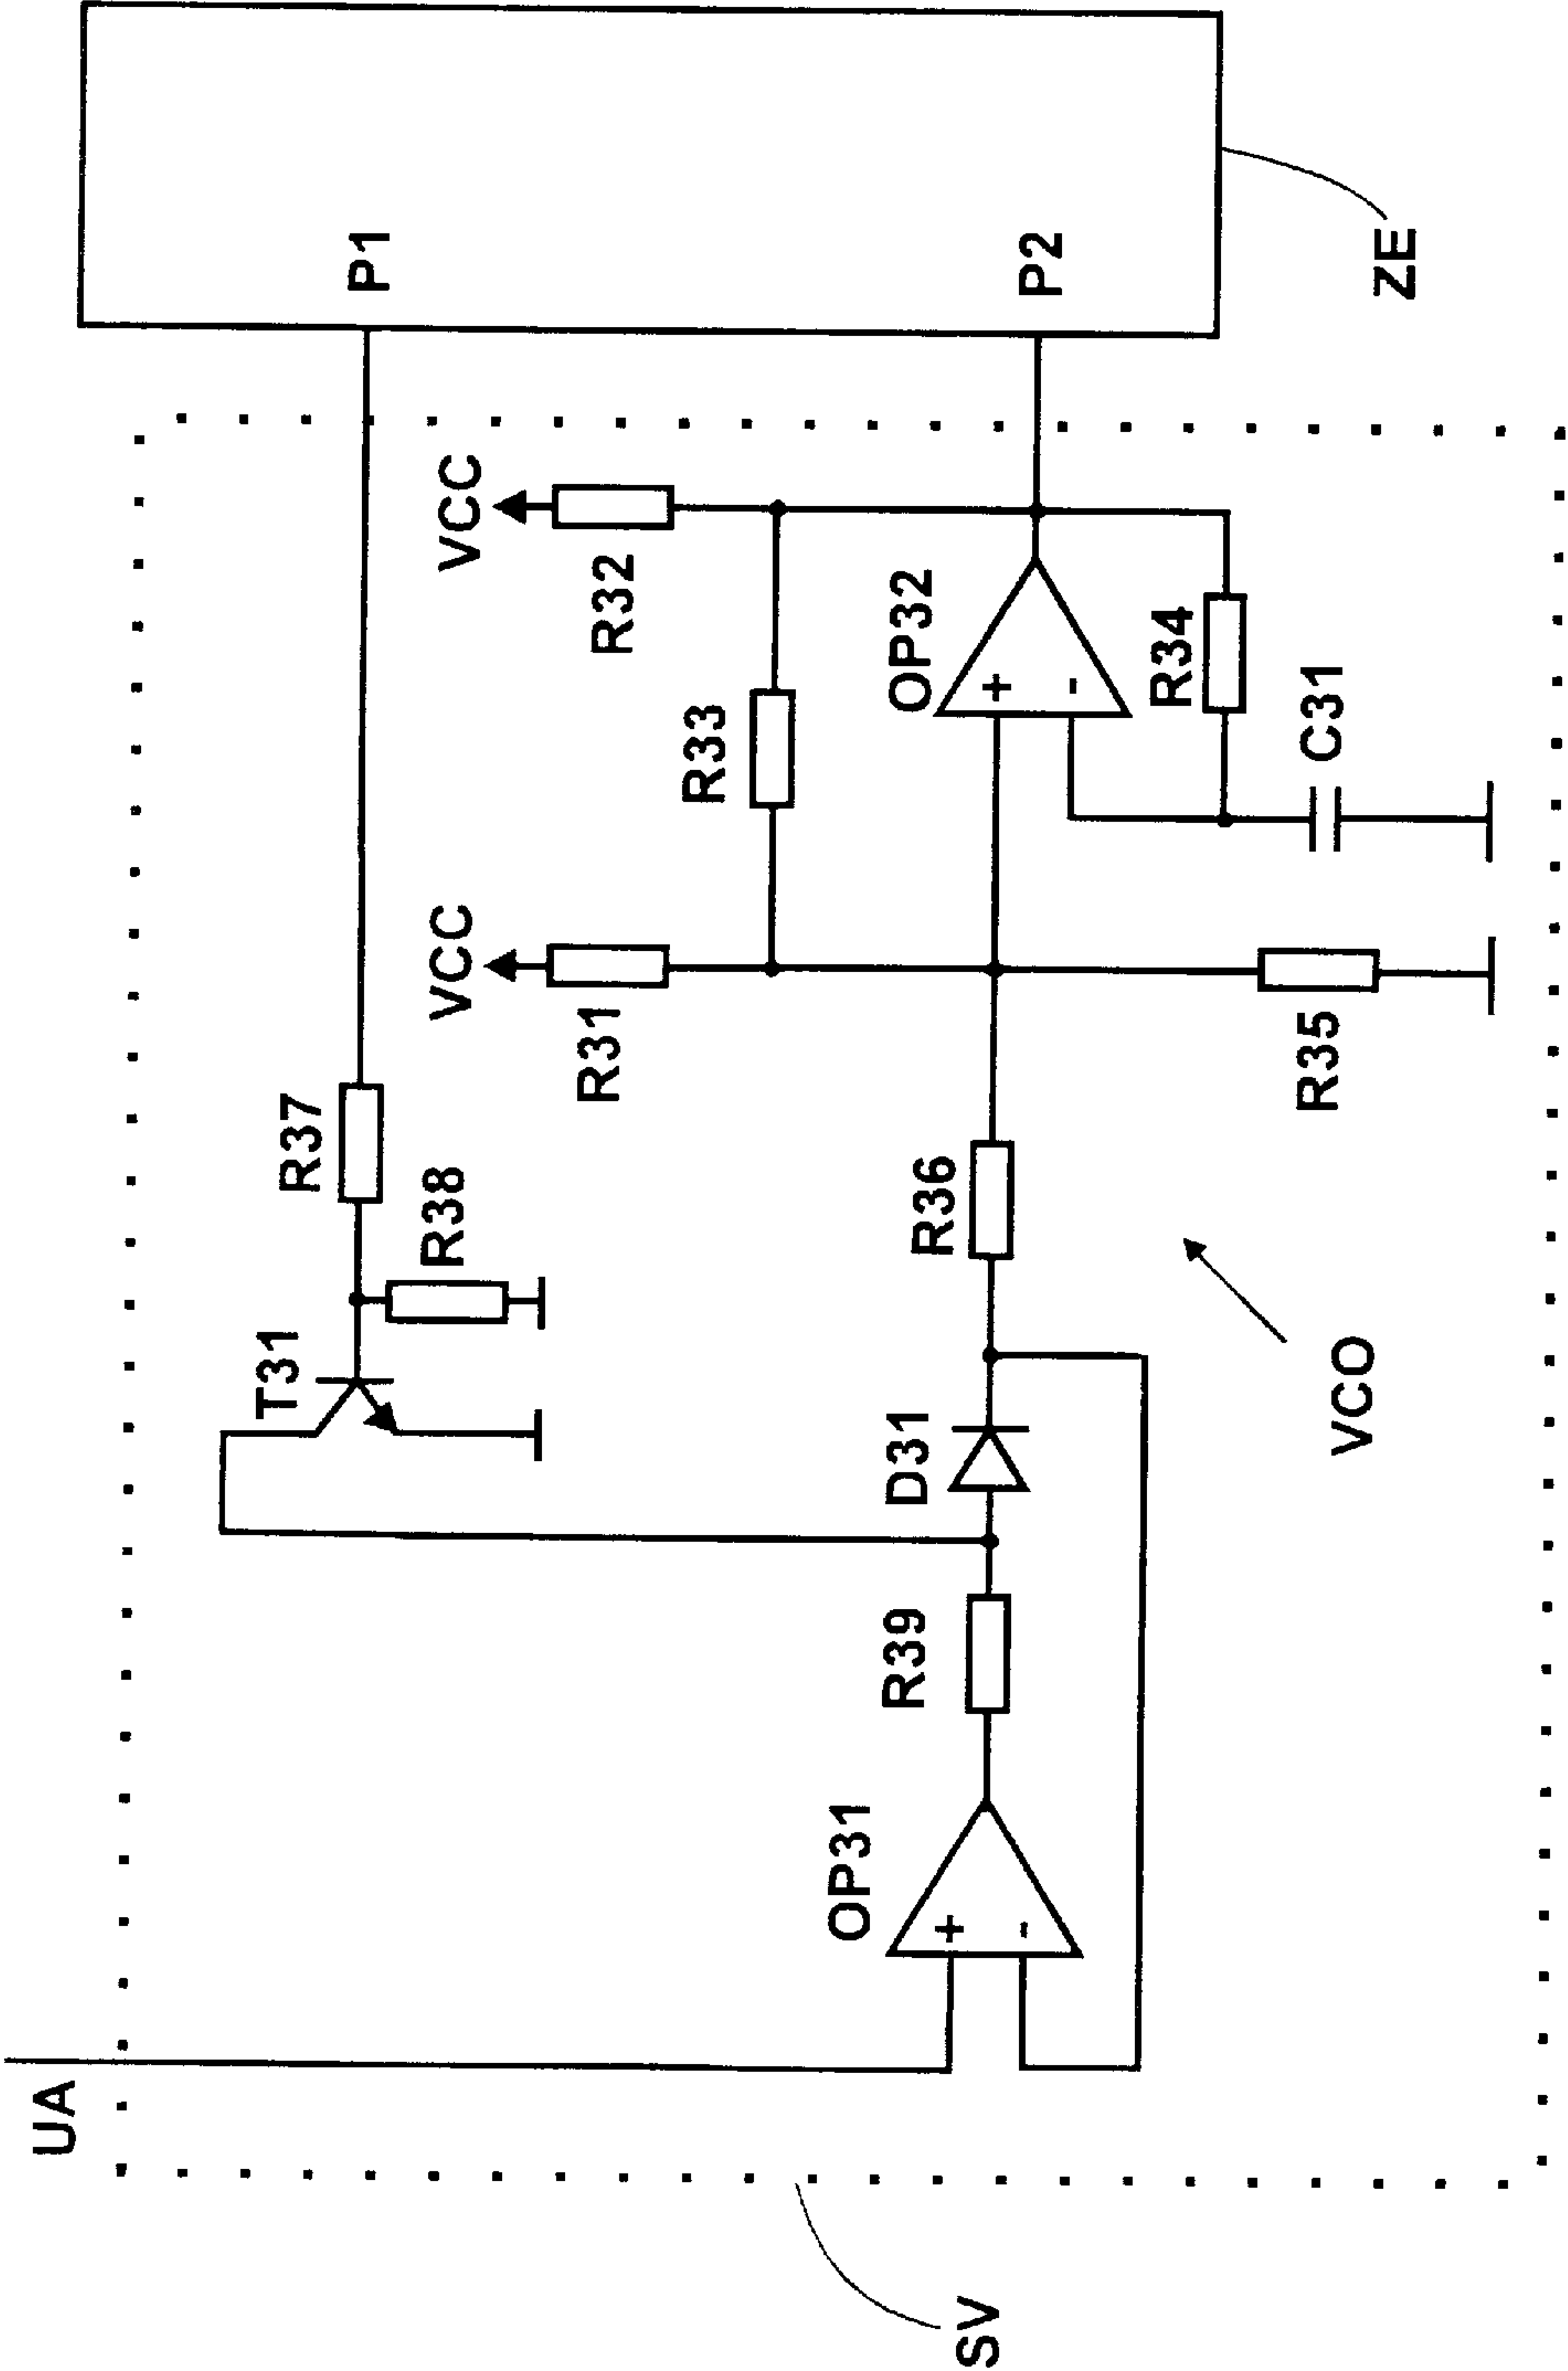 UA
SV
OP31
+
-
R39
D31
T31
R38
R37
R36
VCO
VCC
R31
R35
R33
VCC
R32
OP32
+
-
R34
C31
P1
P2
ZE